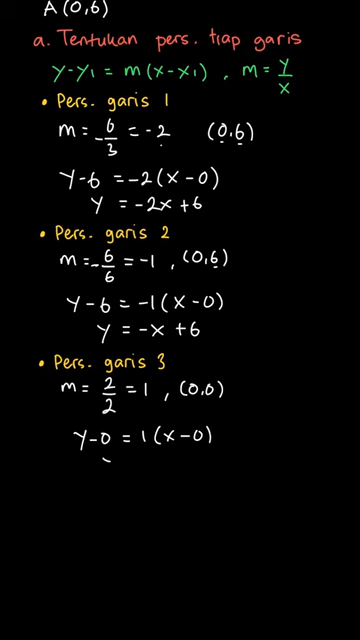 A(0,6)
a. Tentukan pers. tiap garis
y-y₁ = m(x-x₁) , m = y/x
• Pers. garis 1
m = -6/3 = -2 (0,6)
y-6 = -2(x-0)
y = -2x+6
• Pers. garis 2
m = -6/6 = -1 , (0,6)
y-6 = -1(x-0)
y = -x+6
• Pers. garis 3
m = 2/2 = 1 , (0,0)
y-0 = 1(x-0)